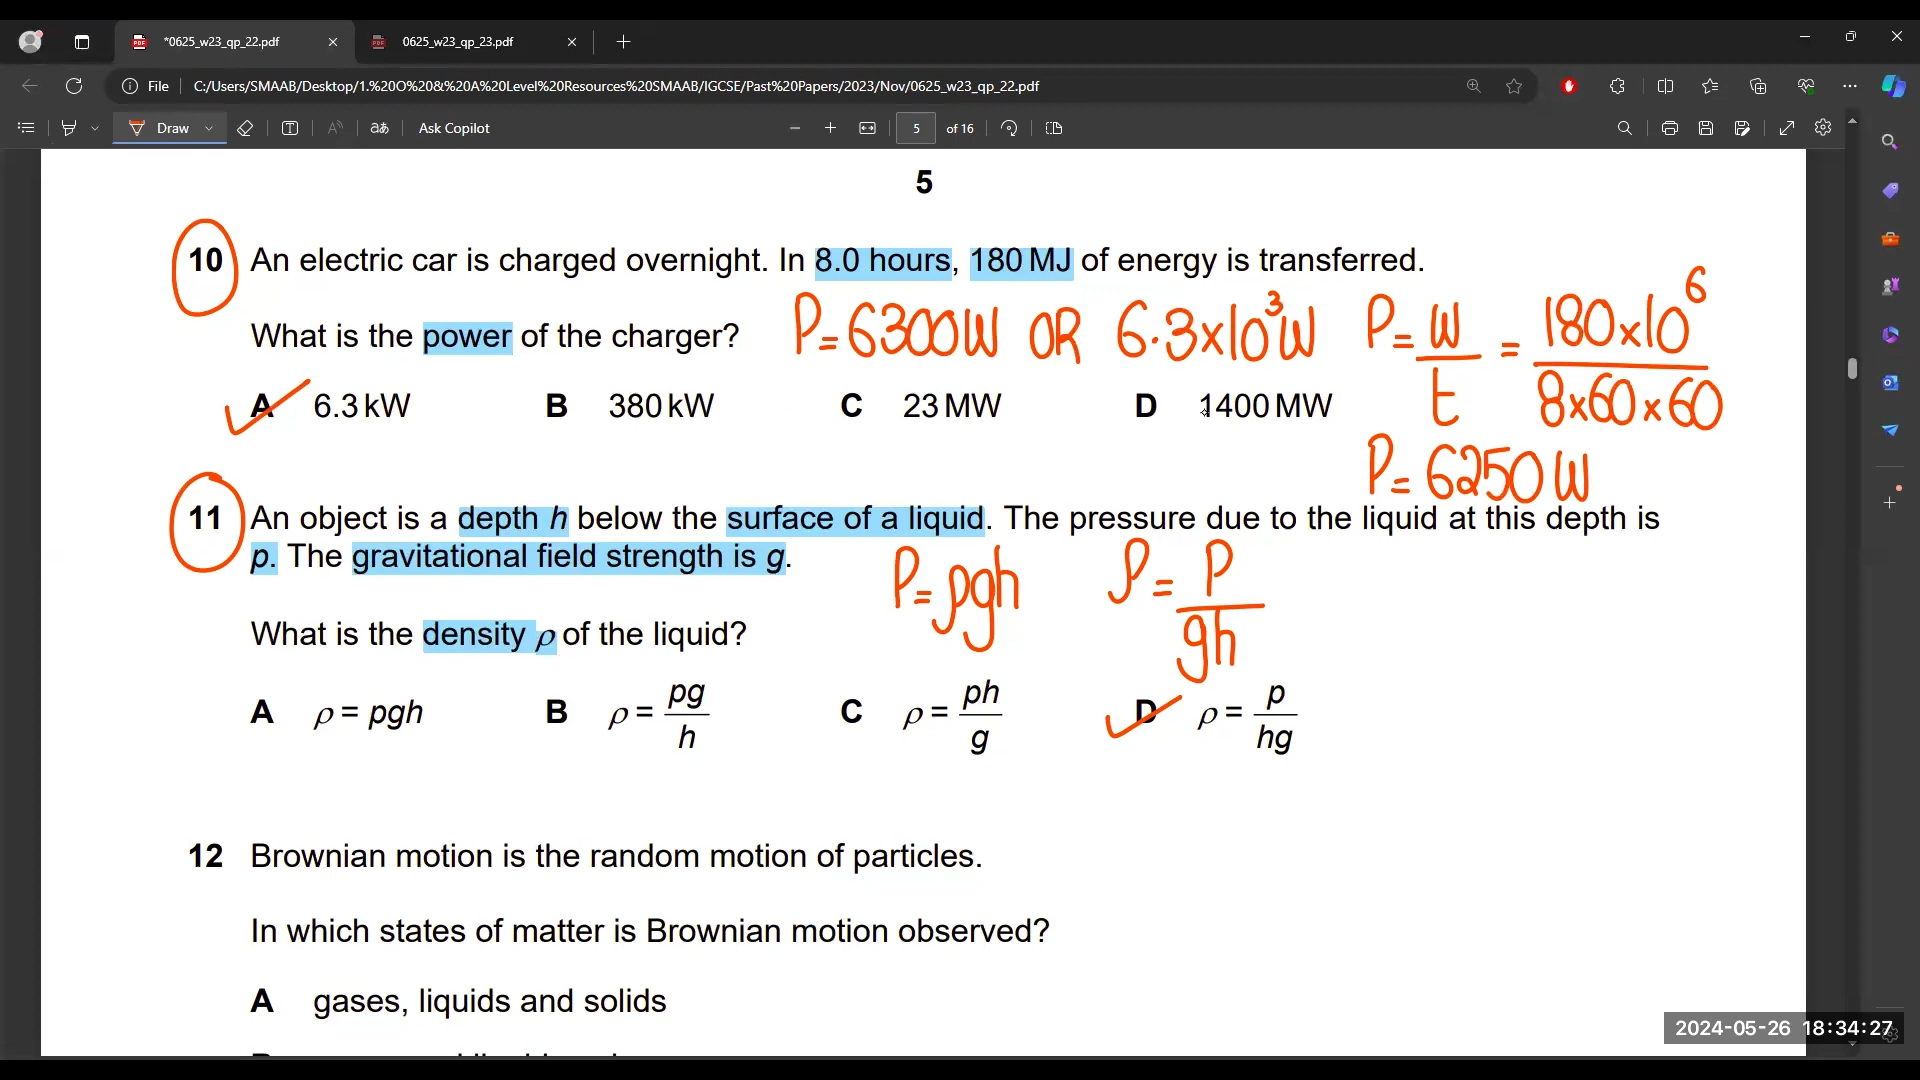 *0625_w23_qp_22.pdf
0625_w23_qp_23.pdf
File
C:/Users/SMAAB/Desktop/1.%20O%20&%20A%20Level%20Resources%20SMAAB/IGCSE/Past%20Papers/2023/Nov/0625_w23_qp_22.pdf
Draw
Ask Copilot
5 of 16
5
10 An electric car is charged overnight. In 8.0 hours, 180 MJ of energy is transferred.
What is the power of the charger?
P=6300W OR 6.3×10³W
P=W/t = 180×10⁶/8×60×60
A 6.3 kW B 380 kW C 23 MW D 1400 MW
P=6250W
11 An object is a depth h below the surface of a liquid. The pressure due to the liquid at this depth is
p. The gravitational field strength is g.
P=ρgh ρ=P/gh
What is the density ρ of the liquid?
A ρ = pgh B ρ = pg/h C ρ = ph/g D ρ = p/hg
12 Brownian motion is the random motion of particles.
In which states of matter is Brownian motion observed?
A gases, liquids and solids
2024-05-26 18:34:27